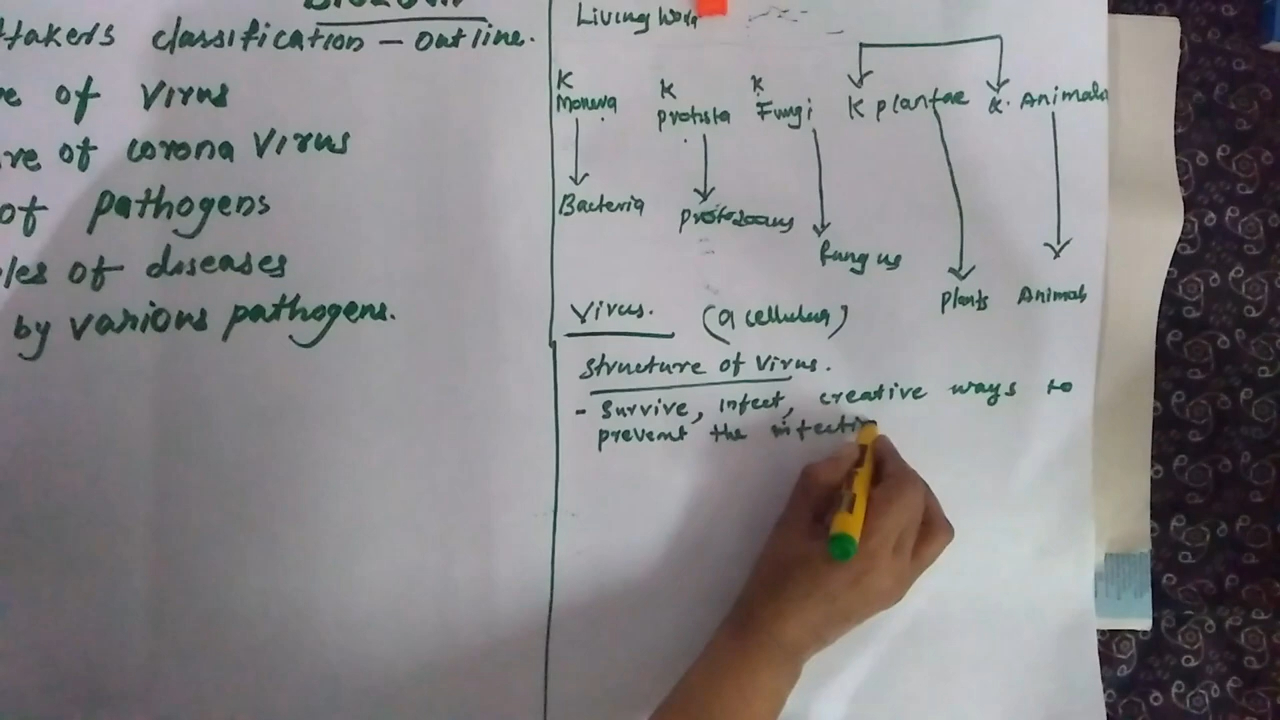 ttakers classification - outline.
e of Virus
re of corona Virus
of pathogens
les of diseases
by various pathogens.
Living World
K K K
Monera protista Fungi K plantae K. Animals
Bacteria protozoans
fungus
plants Animals
Virus. (acellular)
structure of Virus.
- Survive, infect, creative ways to
prevent the infectin